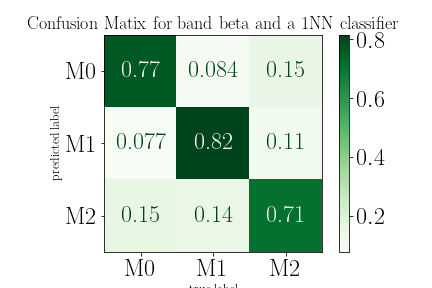 Confusion Matix for band beta and a 1NN classifier
M0 0.77 0.084 0.15
M1 0.077 0.82 0.11
M2 0.15 0.14 0.71
M0 M1 M2
predicted label
true label
0.8
0.6
0.4
0.2